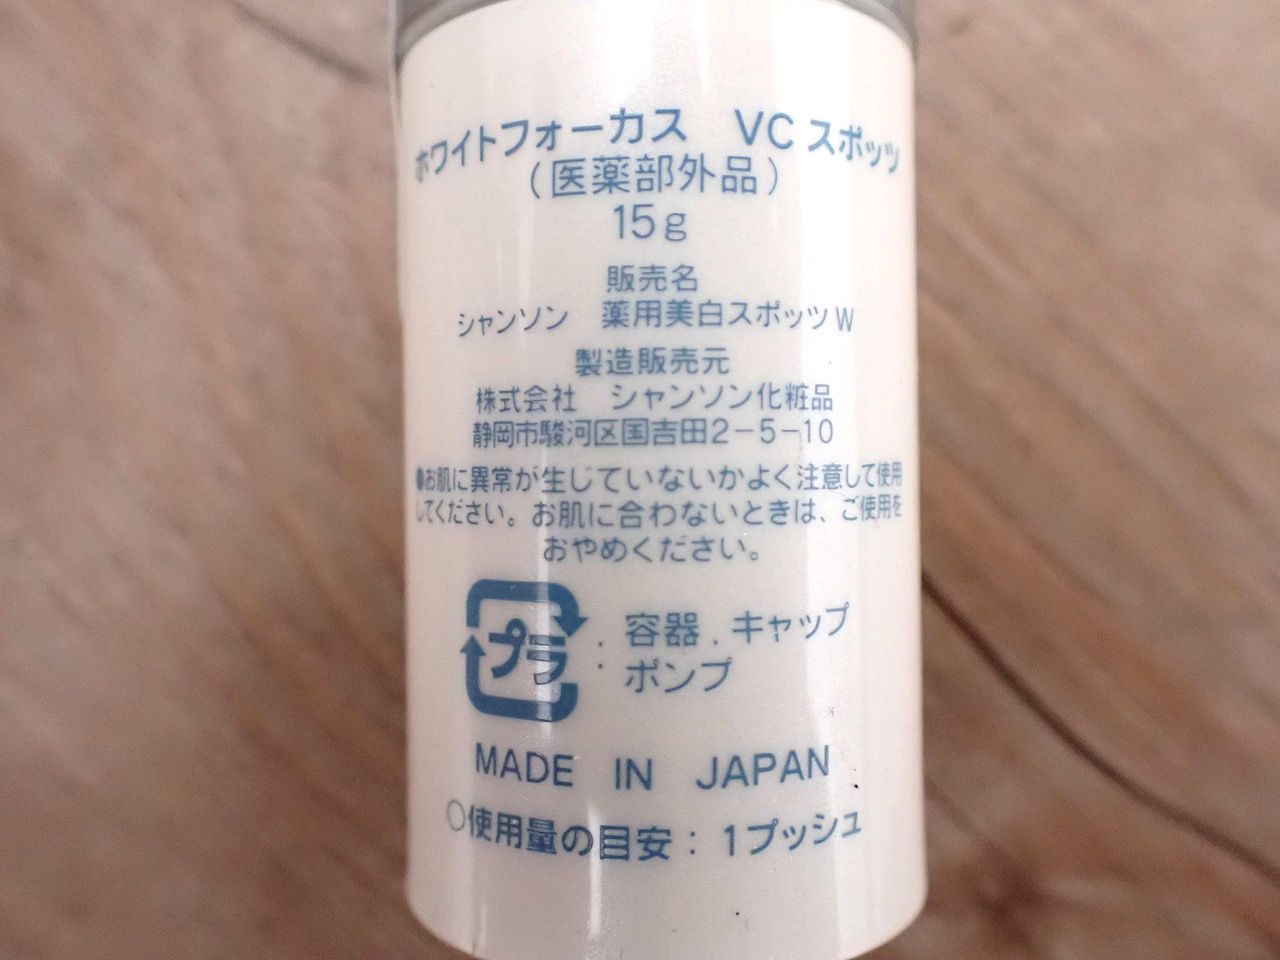 ホワイトフォーカス　VCスポッツ
（医薬部外品）
15g
販売名
シャンソン　薬用美白スポッツW
製造販売元
株式会社　シャンソン化粧品
静岡市駿河区国吉田2－5－10
●お肌に異常が生じていないかよく注意して使用
してください。お肌に合わないときは、ご使用を
おやめください。
プラ：容器．キャップ
ポンプ
MADE IN JAPAN
○使用量の目安：1プッシュ